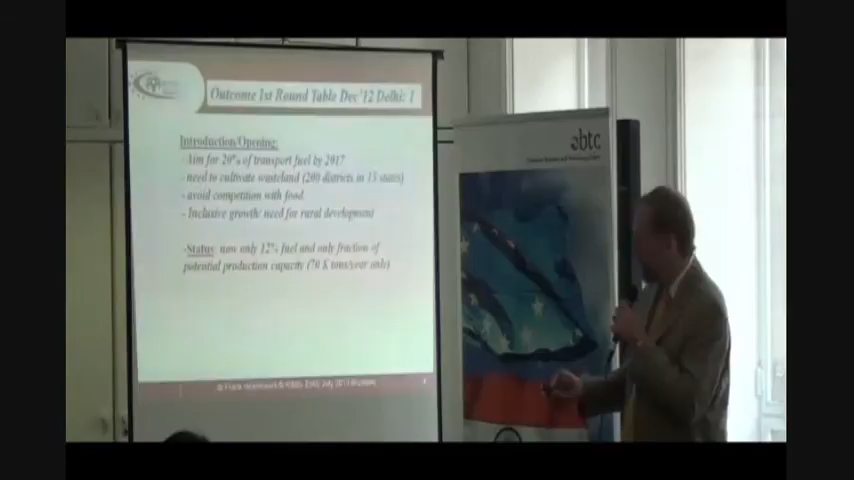 Outcome 1st Round Table Dec'12 Delhi: 1
Introduction/Opening:
- Aim for 20% of transport fuel by 2017
- need to cultivate wasteland (200 districts in 15 states)
- avoid competition with food
- Inclusive growth/ need for rural development
-Status: now only 12% fuel and only fraction of
potential production capacity (70 K tons/year only)
ebtc